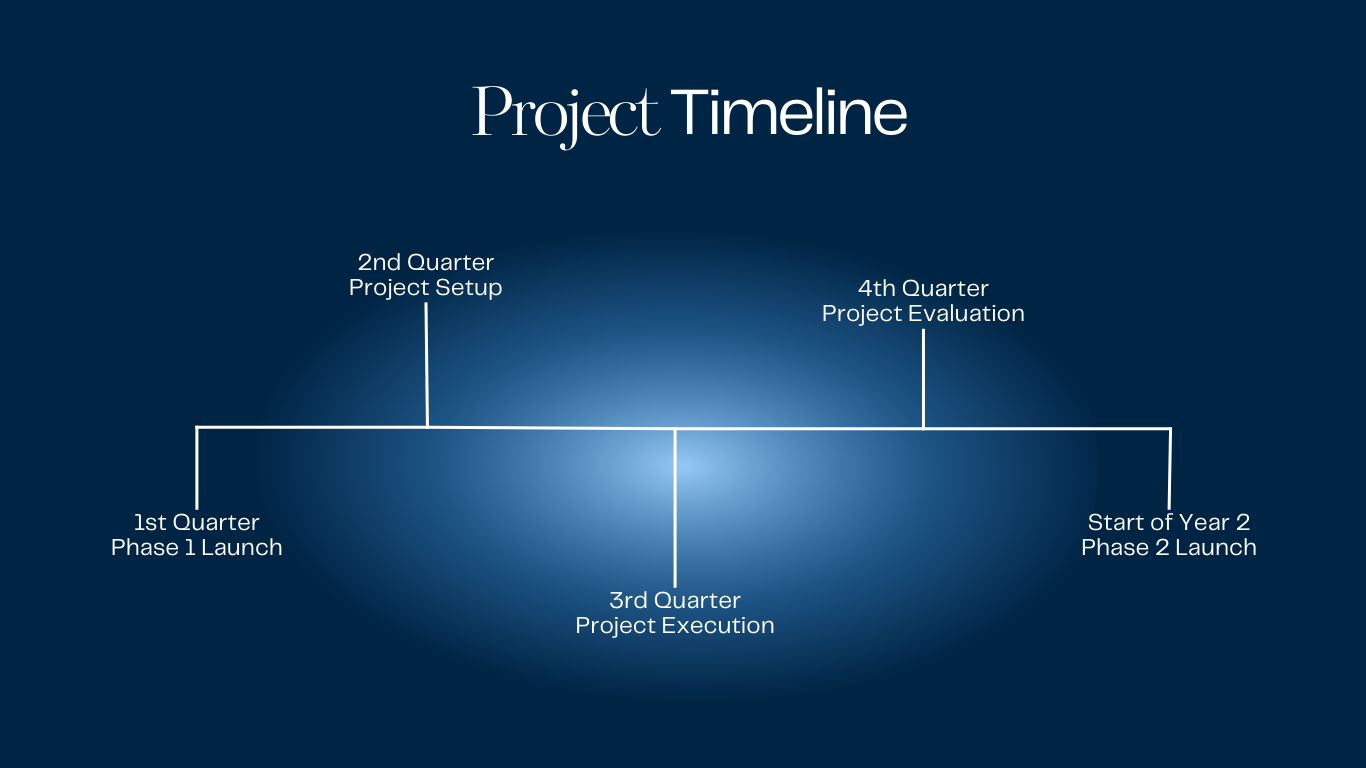 Project Timeline
2nd Quarter
Project Setup
4th Quarter
Project Evaluation
1st Quarter
Phase 1 Launch
Start of Year 2
Phase 2 Launch
3rd Quarter
Project Execution